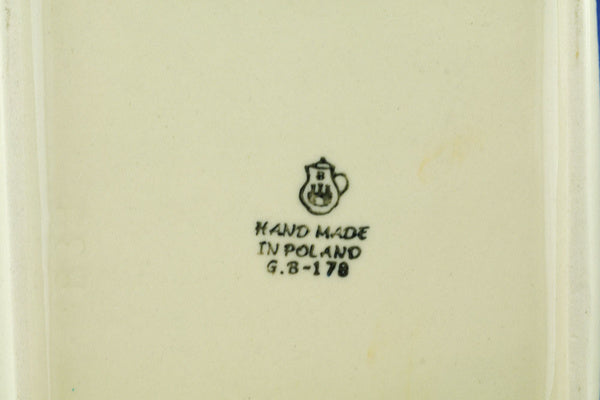 B
HAND MADE
IN POLAND
G.B-178